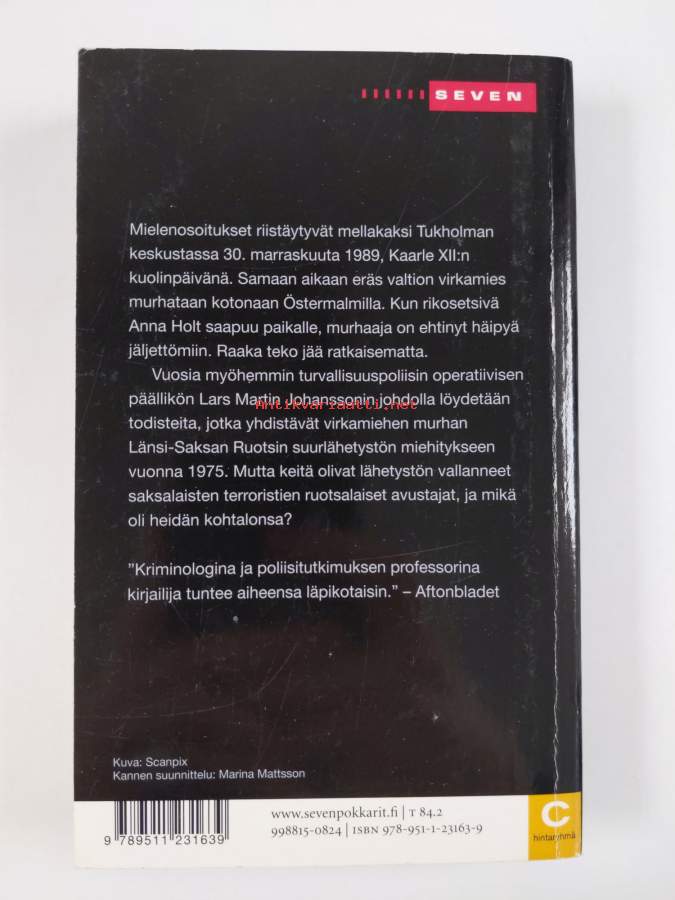 SEVEN
Mielenosoitukset riistäytyvät mellakaksi Tukholman
keskustassa 30. marraskuuta 1989, Kaarle XII:n
kuolinpäivänä. Samaan aikaan eräs valtion virkamies
murhataan kotonaan Östermalmilla. Kun rikosetsivä
Anna Holt saapuu paikalle, murhaaja on ehtinyt häipyä
jäljettömiin. Raaka teko jää ratkaisematta.
Vuosia myöhemmin turvallisuuspoliisin operatiivisen
päällikön Lars Martin Johanssonin johdolla löydetään
Antikvariaatti.net
todisteita, jotka yhdistävät virkamiehen murhan
Länsi-Saksan Ruotsin suurlähetystön miehitykseen
vuonna 1975. Mutta keitä olivat lähetystön vallanneet
saksalaisten terroristien ruotsalaiset avustajat, ja mikä
oli heidän kohtalonsa?
"Kriminologina ja poliisitutkimuksen professorina
kirjailija tuntee aiheensa läpikotaisin." – Aftonbladet
Kuva: Scanpix
Kannen suunnittelu: Marina Mattsson
www.sevenpokkarit.fi | T 84.2
998815-0824 | ISBN 978-951-1-23163-9
9 789511 231639
C
hintaryhmä